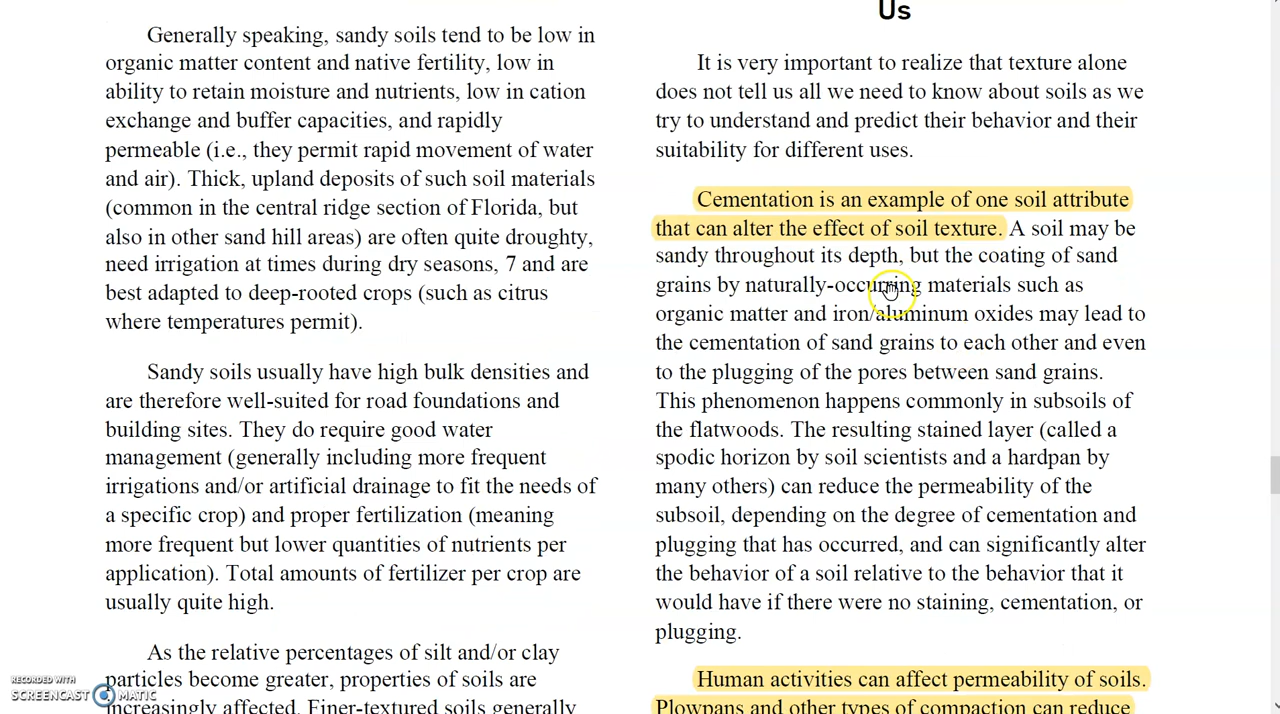 Generally speaking, sandy soils tend to be low in
organic matter content and native fertility, low in
ability to retain moisture and nutrients, low in cation
exchange and buffer capacities, and rapidly
permeable (i.e., they permit rapid movement of water
and air). Thick, upland deposits of such soil materials
(common in the central ridge section of Florida, but
also in other sand hill areas) are often quite droughty,
need irrigation at times during dry seasons, 7 and are
best adapted to deep-rooted crops (such as citrus
where temperatures permit).
Sandy soils usually have high bulk densities and
are therefore well-suited for road foundations and
building sites. They do require good water
management (generally including more frequent
irrigations and/or artificial drainage to fit the needs of
a specific crop) and proper fertilization (meaning
more frequent but lower quantities of nutrients per
application). Total amounts of fertilizer per crop are
usually quite high.
As the relative percentages of silt and/or clay
particles become greater, properties of soils are
increasingly affected. Finer-textured soils generally
Us
It is very important to realize that texture alone
does not tell us all we need to know about soils as we
try to understand and predict their behavior and their
suitability for different uses.
Cementation is an example of one soil attribute
that can alter the effect of soil texture. A soil may be
sandy throughout its depth, but the coating of sand
grains by naturally-occurring materials such as
organic matter and iron/aluminum oxides may lead to
the cementation of sand grains to each other and even
to the plugging of the pores between sand grains.
This phenomenon happens commonly in subsoils of
the flatwoods. The resulting stained layer (called a
spodic horizon by soil scientists and a hardpan by
many others) can reduce the permeability of the
subsoil, depending on the degree of cementation and
plugging that has occurred, and can significantly alter
the behavior of a soil relative to the behavior that it
would have if there were no staining, cementation, or
plugging.
Human activities can affect permeability of soils.
Plowpans and other types of compaction can reduce
RECORDED WITH
SCREENCAST MATIC